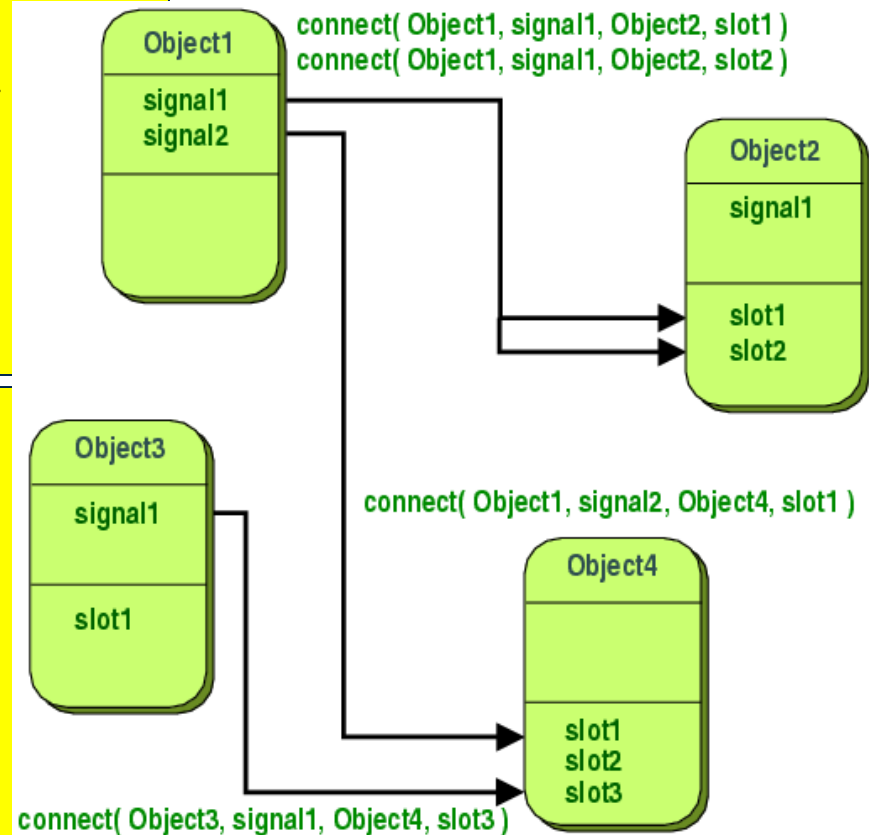 connect( Object1, signal1, Object2, slot1 )
connect( Object1, signal1, Object2, slot2 )
Object1
signal1
signal2
Object2
signal1
slot1
slot2
Object3
signal1
slot1
connect( Object1, signal2, Object4, slot1 )
Object4
slot1
slot2
slot3
connect( Object3, signal1, Object4, slot3 )